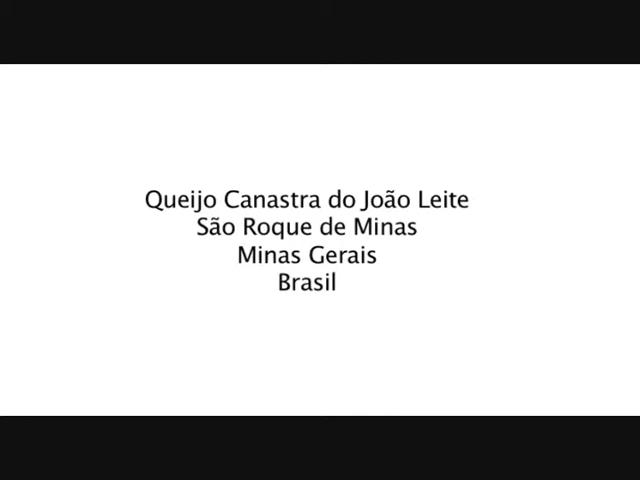 Queijo Canastra do João Leite
São Roque de Minas
Minas Gerais
Brasil